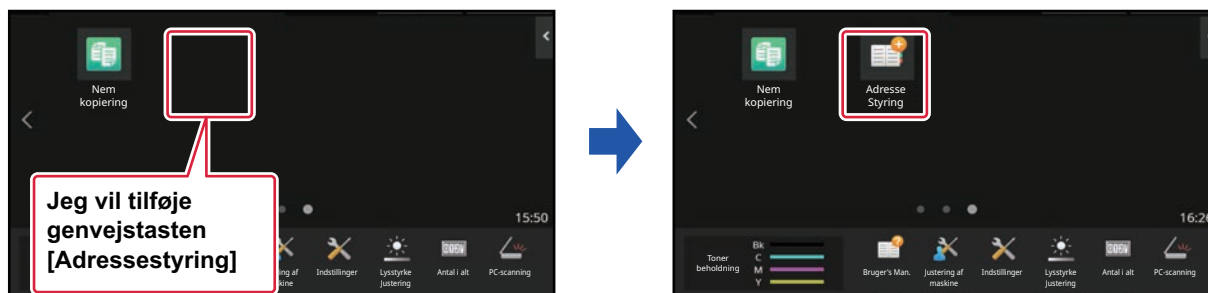 Nem
kopiering
Jeg vil tilføje
genvejstasten
[Adressestyring]
15:50
ng af
kine
Indstillinger
Lysstyrke
Justering
Antal i alt
PC-scanning
Nem
kopiering
Adresse
Styring
16:26
Toner
beholdning
Bk
C
M
Y
Bruger's Man.
Justering af
maskine
Indstillinger
Lysstyrke
Justering
Antal i alt
PC-scanning